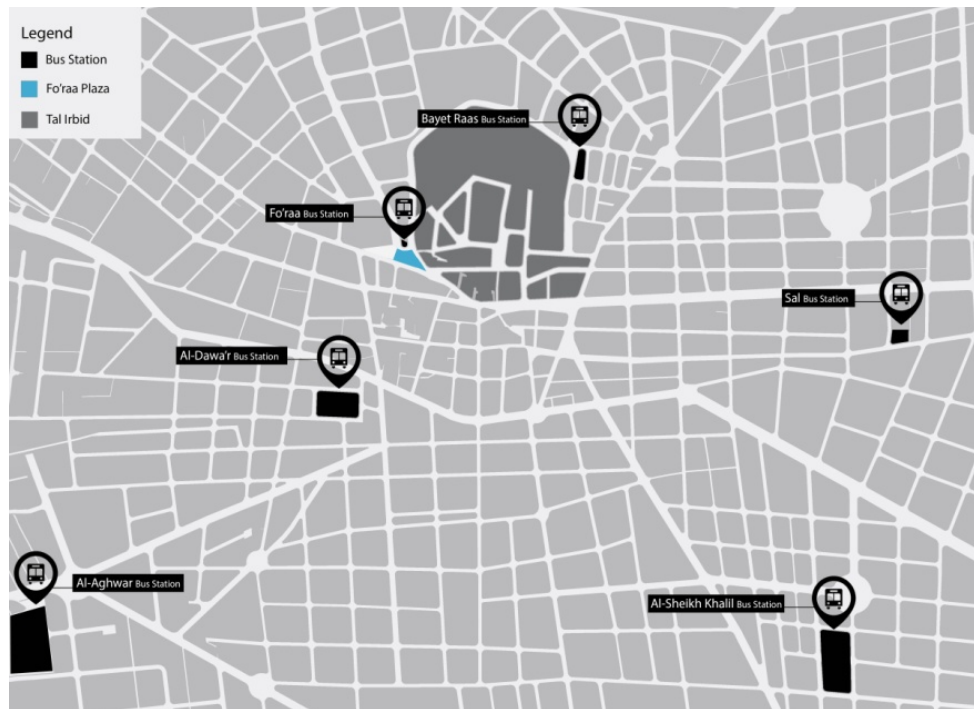 Legend
Bus Station
Fo'raa Plaza
Tal Irbid
Bayet Raas Bus Station
Fo'raa Bus Station
Sal Bus Station
Al-Dawa'r Bus Station
Al-Aghwar Bus Station
Al-Sheikh Khalil Bus Station